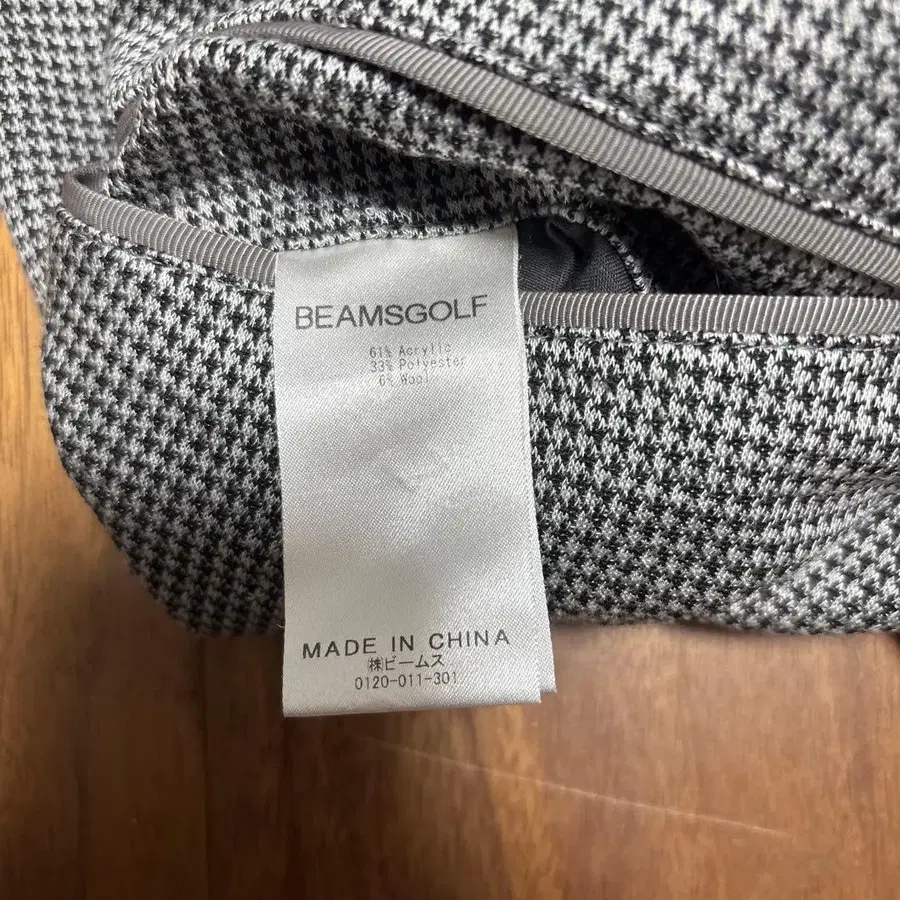 BEAMSGOLF
61% Acrylic
33% Polyester
6% Wool
MADE IN CHINA
㈱ビームス
0120-011-301